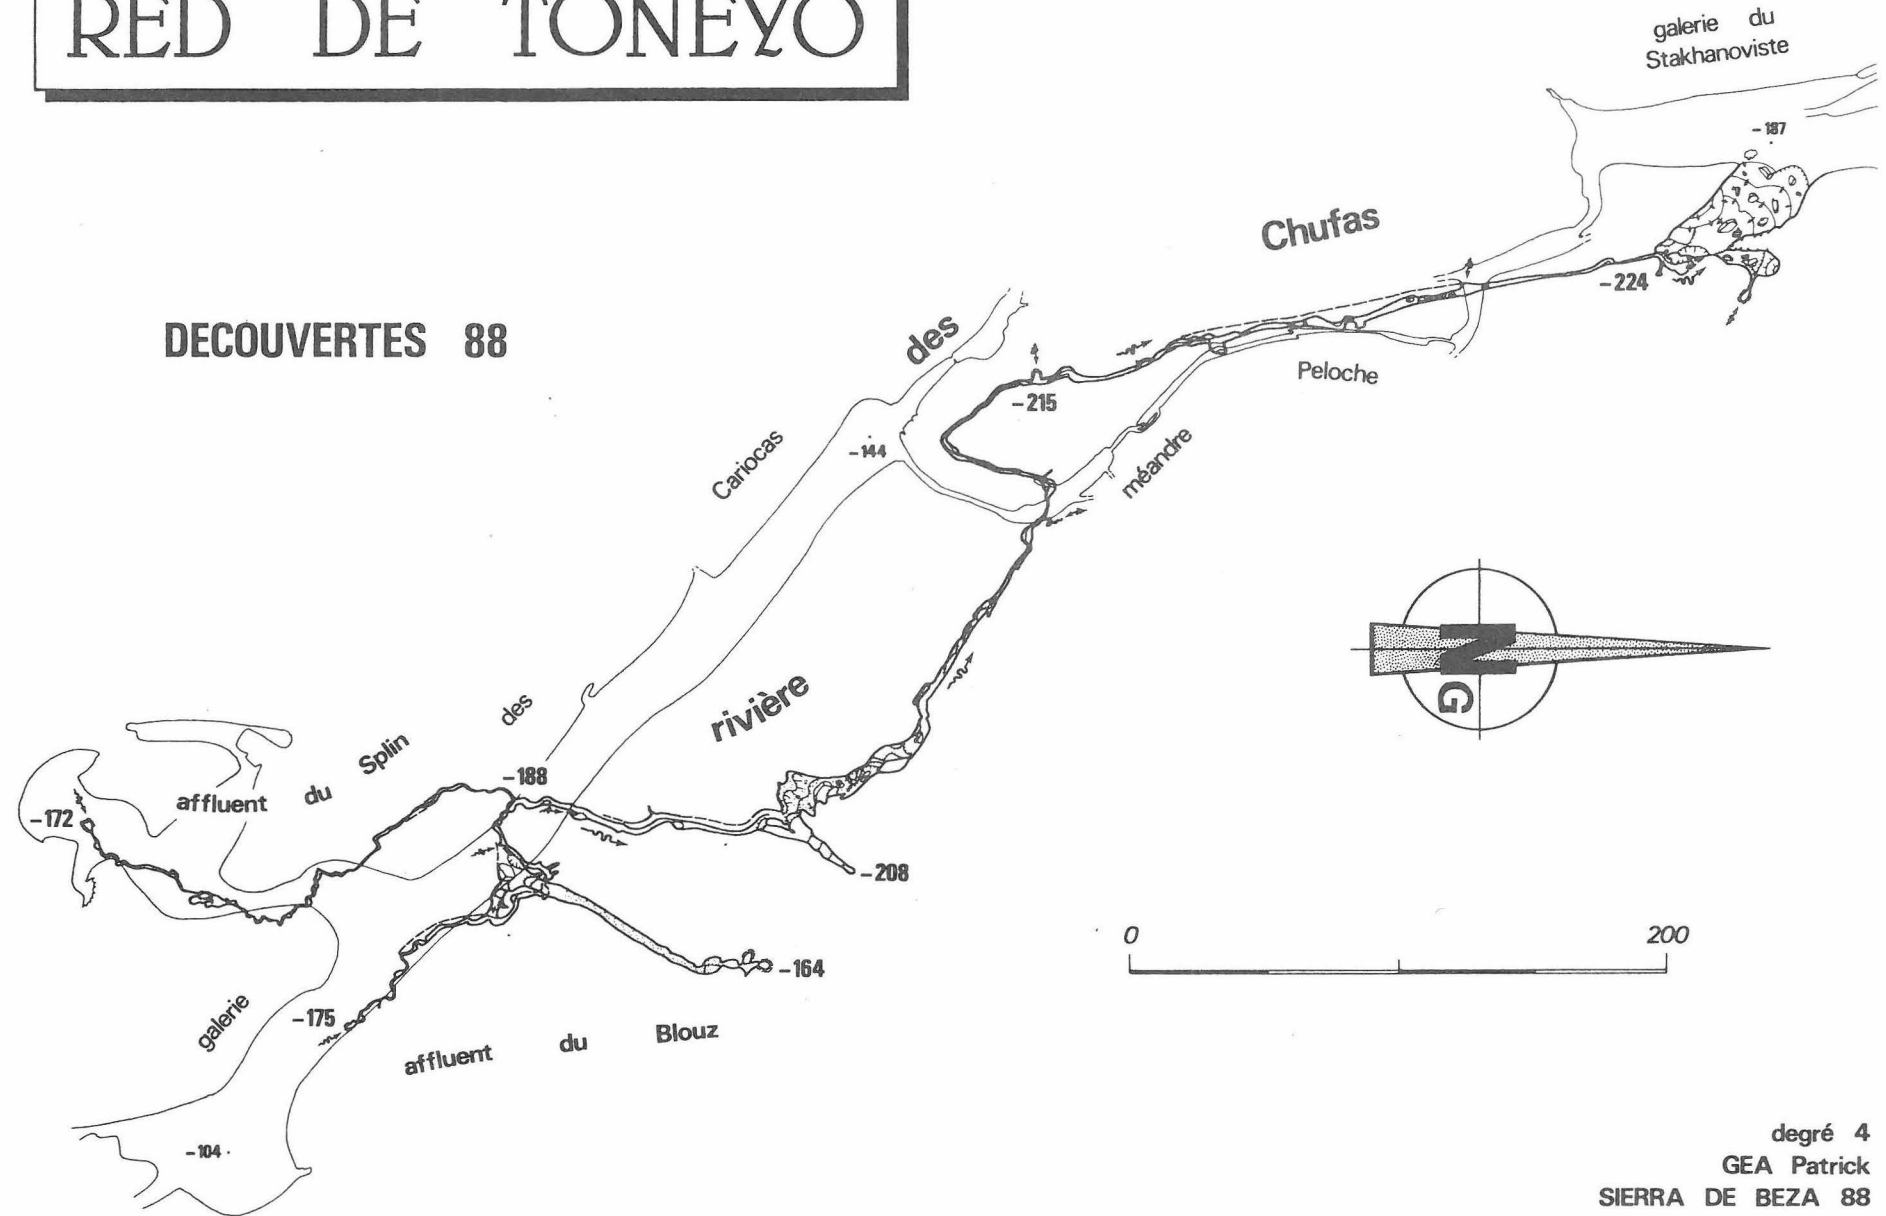 RED DE TONEYO
galerie du
Stakhanoviste
-187
Chufas
-224
DECOUVERTES 88
des
Peloche
-215
Cariocas
-144
méandre
N
G
rivière
des
Splin
du
affluent
-188
-172
-208
0 200
-164
galerie
-175
affluent du Blouz
-104
degré 4
GEA Patrick
SIERRA DE BEZA 88